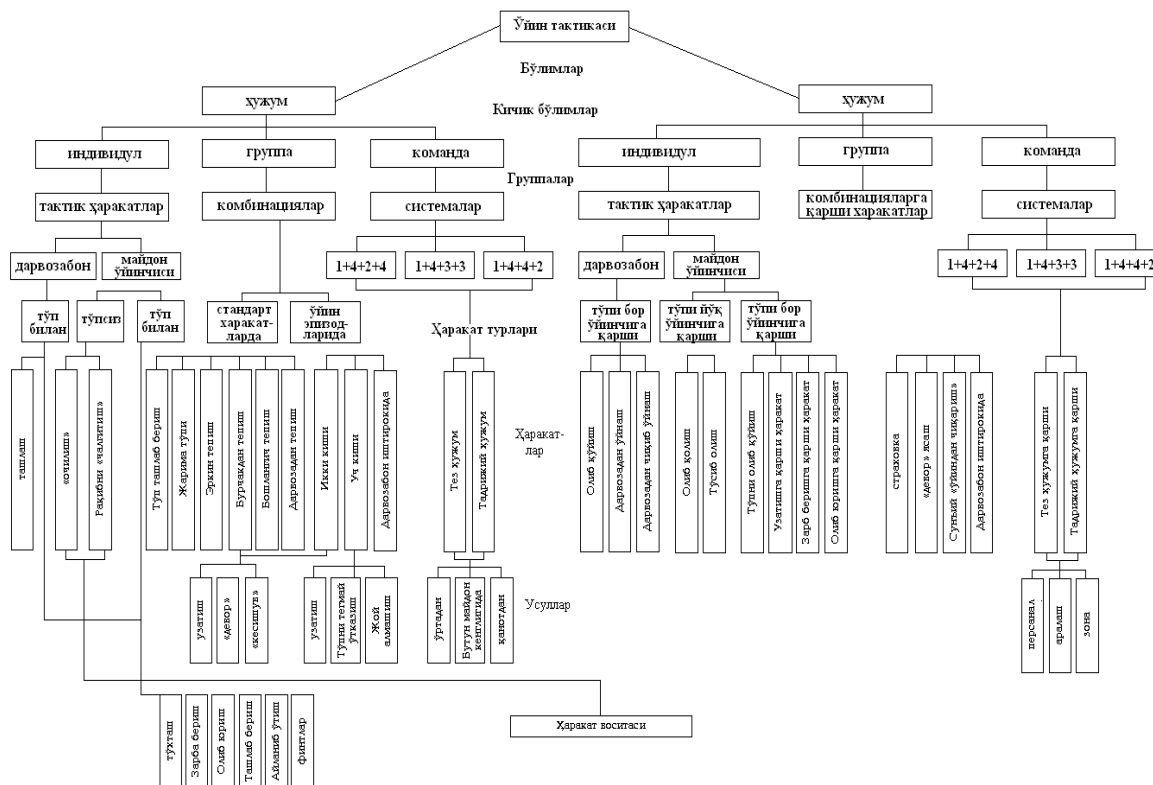 Ўйин тактикаси
Бўлимлар
ҳужум
ҳужум
Кичик бўлимлар
индивидул
группа
команда
индивидул
группа
команда
Группалар
тактик ҳаракатлар
комбинациялар
системалар
тактик ҳаракатлар
комбинацияларга
қарши харакатлар
системалар
дарвозабон
майдон
ўйинчиси
1+4+2+4
1+4+3+3
1+4+4+2
дарвозабон
майдон
ўйинчиси
1+4+2+4
1+4+3+3
1+4+4+2
тўп
билан
тўпсиз
тўп
билан
стандарт
харакат-
ларда
ўйин
эпизод-
ларида
Ҳаракат турлари
тўпи бор
ўйинчига
қарши
тўпи йўқ
ўйинчига
қарши
тўпи бор
ўйинчига
қарши
ташлаш
«очилиш»
Рақибни «чалғитиш»
Тўп ташлаб бериш
Жарима тўпи
Эркин тепиш
Бурчакдан тепиш
Бошланғич тепиш
Дарвозадан тепиш
Икки киши
Уч киши
Дарвозабон иштирокида
Тез ҳужум
Тадрижий ҳужум
Ҳаракат-
лар
Олиб қўйиш
Дарвозадан ўйнаш
Дарвозадан чиқиб ўйнаш
Олиб қолиш
Тўсиб олиш
Тўпни олиб қўйиш
Узатишга қарши ҳаракат
Зарб беришга қарши ҳаракат
Олиб юришга қарши ҳаракат
страховка
«девор» ясаш
Сунъий «ўйиндан чиқариш»
Дарвозабон иштирокида
Тез ҳужумга қарши
Тадрижий ҳужумга қарши
узатиш
«девор»
«кесишув»
узатиш
Тўпни тегмай
ўтказиш
Жой
алмашиш
ўртадан
Бутун майдон
кенглигида
қанотдан
Усуллар
персанал
аралаш
зона
тўхташ
Зарба бериш
Олиб юриш
Ташлаб бериш
Айланиб ўтиш
финтлар
Ҳаракат воситаси